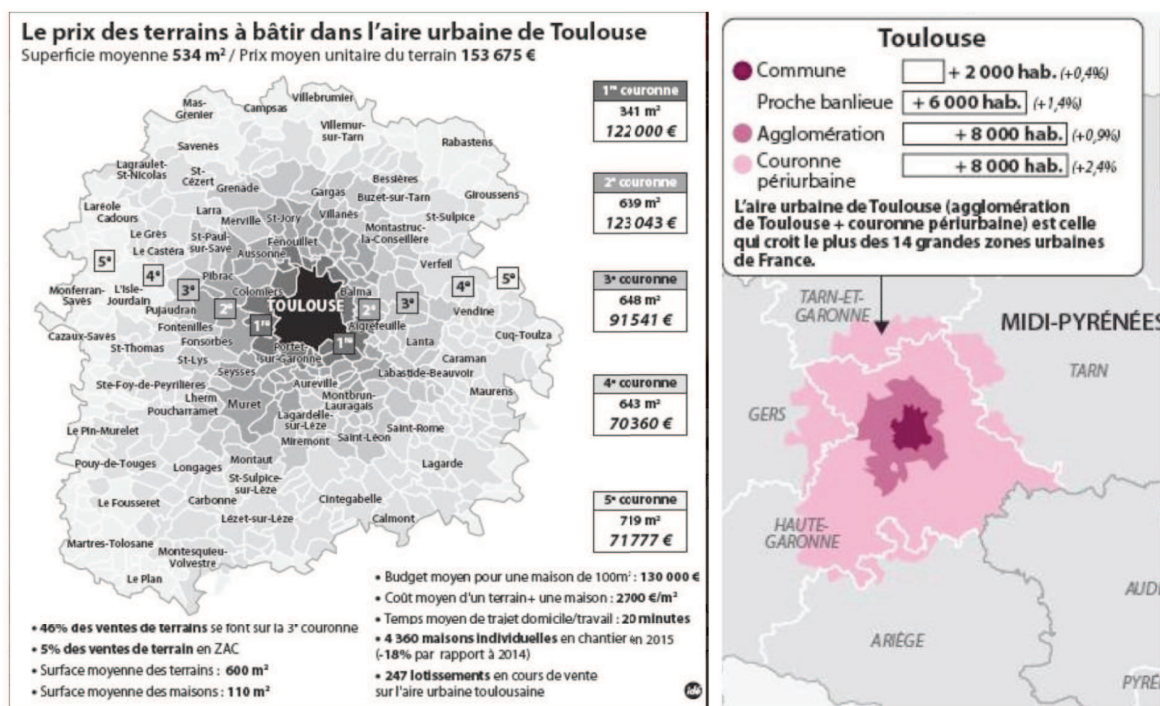 Le prix des terrains à bâtir dans l'aire urbaine de Toulouse
Superficie moyenne 534 m² / Prix moyen unitaire du terrain 153 675 €
Mas-
Grenier
Campsas
Villebrumier
Villemur-
sur-Tarn
Rabastens
Savenès
Lagraulet-
St-Nicolas
St-
Cézert
Grenade
Gargas
Bessières
Buzet-sur-Tarn
Giroussens
Laréole
Cadours
Larra
Merville
St-Jory
Villaniès
St-Sulpice
Le Grès
Le Castéra
St-Paul-
sur-Save
Aussonne
Fenouillet
Montastruc-
la-Conseillère
Verfeil
5e
4e
3e
2e
1re
Pibrac
Colomiers
TOULOUSE
Balma
1re
2e
3e
4e
5e
Monferran-
Savès
L'Isle-
Jourdain
Pujaudran
Fontenilles
Fonsorbes
Aigrefeuille
Vendine
Cuq-Toulza
Cazaux-Savès
St-Thomas
St-Lys
Seysses
Portet-
sur-Garonne
Lanta
Caraman
Labastide-Beauvoir
Maurens
Ste-Foy-de-Peyrilières
Lherm
Poucharramet
Muret
Aureville
Montbrun-
Lauragais
Lagardelle-
sur-Lèze
Miremont
Saint-Léon
Saint-Rome
Le Pin-Murelet
Pouy-de-Touges
Longages
Montaut
St-Sulpice-
sur-Lèze
Lagarde
Le Fousseret
Carbonne
Lézet-sur-Lèze
Cintegabelle
Calmont
Martres-Tolosane
Montesquieu-
Volvestre
Le Plan
1re couronne
341 m²
122 000 €
2e couronne
639 m²
123 043 €
3e couronne
648 m²
91 541 €
4e couronne
643 m²
70 360 €
5e couronne
719 m²
71 777 €
• 46% des ventes de terrains se font sur la 3e couronne
• 5% des ventes de terrain en ZAC
• Surface moyenne des terrains : 600 m²
• Surface moyenne des maisons : 110 m²
• Budget moyen pour une maison de 100m² : 130 000 €
• Coût moyen d'un terrain+ une maison : 2700 €/m²
• Temps moyen de trajet domicile/travail : 20 minutes
• 4 360 maisons individuelles en chantier en 2015
(-18% par rapport à 2014)
• 247 lotissements en cours de vente
sur l'aire urbaine toulousaine
idé
Toulouse
Commune + 2 000 hab. (+0,4%)
Proche banlieue + 6 000 hab. (+1,4%)
Agglomération + 8 000 hab. (+0,9%)
Couronne
périurbaine + 8 000 hab. (+2,4%
L'aire urbaine de Toulouse (agglomération
de Toulouse + couronne périurbaine) est celle
qui croit le plus des 14 grandes zones urbaines
de France.
TARN-ET-
GARONNE
MIDI-PYRÉNÉES
TARN
GERS
HAUTE-
GARONNE
ARIÈGE
AUD
PYRÉ